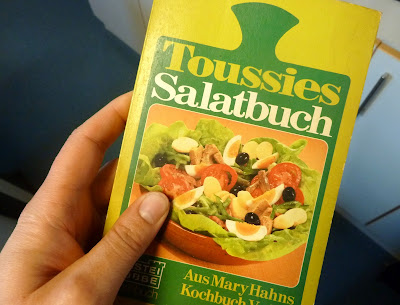 Toussies
Salatbuch
Aus Mary Hahns
Kochbuch